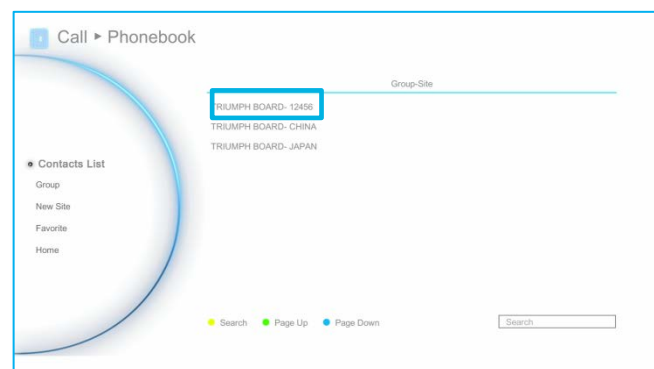 Call ▸ Phonebook
Group-Site
TRIUMPH BOARD- 12456
TRIUMPH BOARD- CHINA
TRIUMPH BOARD- JAPAN
Contacts List
Group
New Site
Favorite
Home
Search Page Up Page Down Search